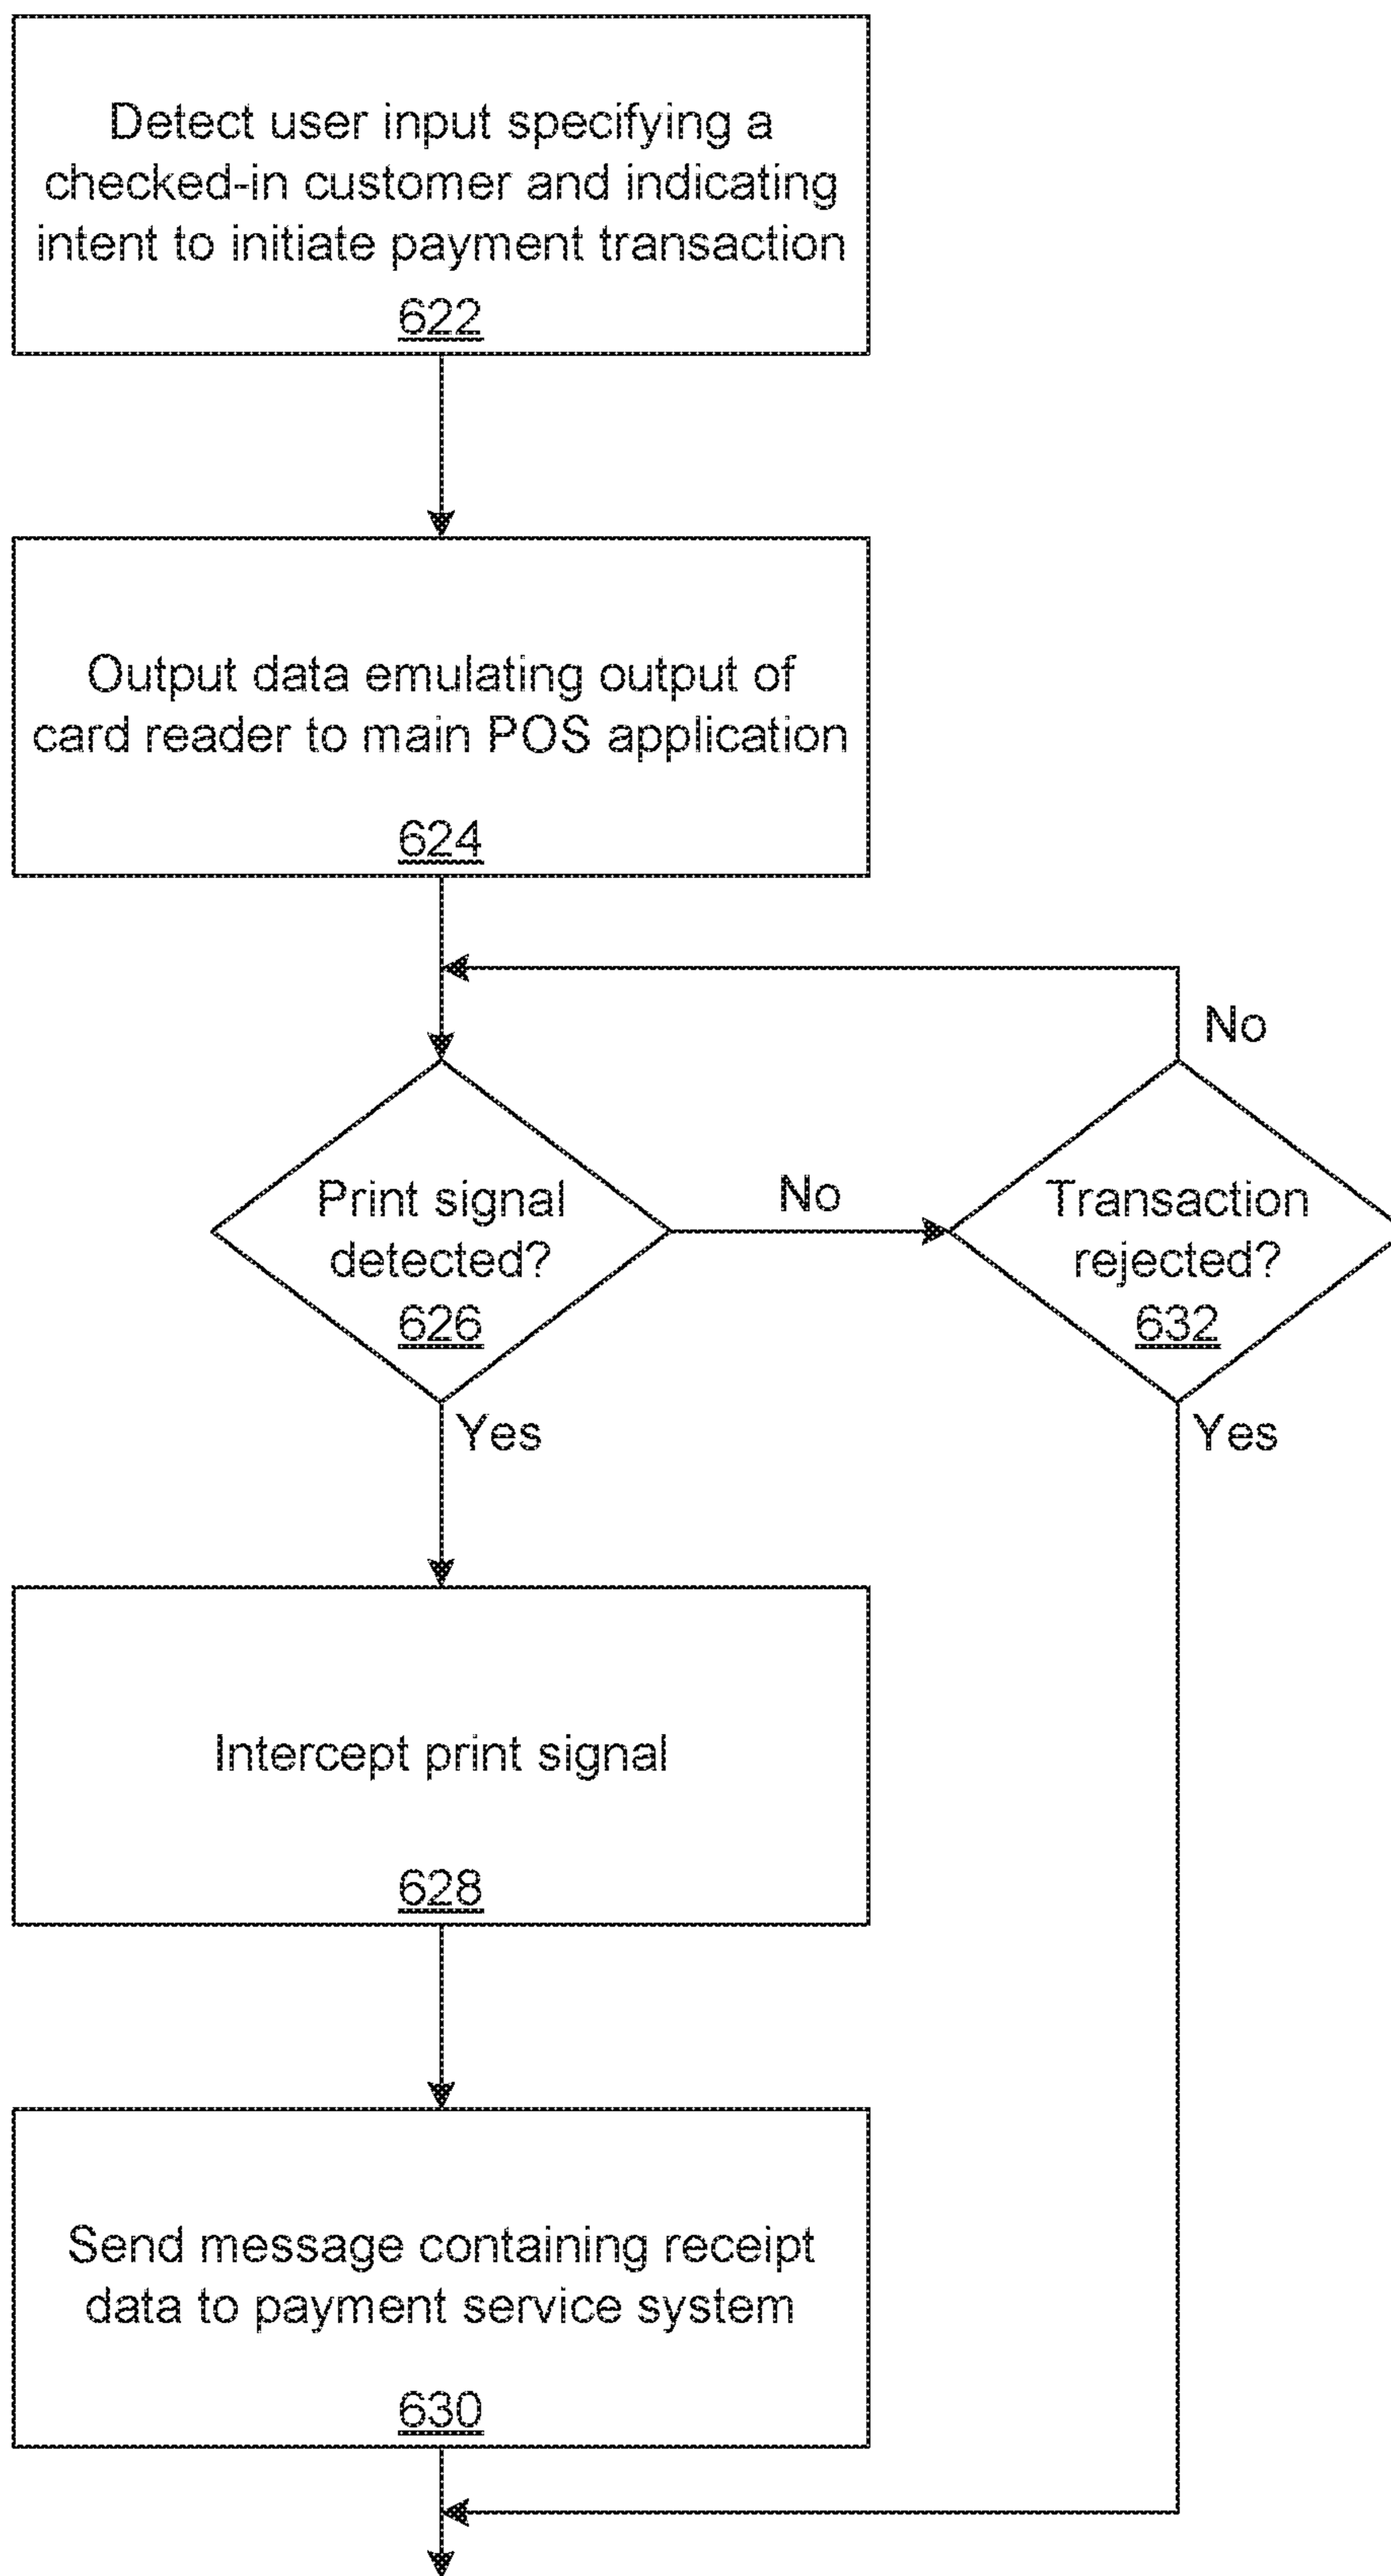 Detect user input specifying a
checked-in customer and indicating
intent to initiate payment transaction
622
Output data emulating output of
card reader to main POS application
624
No
Print signal
detected?
626
No
Transaction
rejected?
632
Yes
Yes
Intercept print signal
628
Send message containing receipt
data to payment service system
630